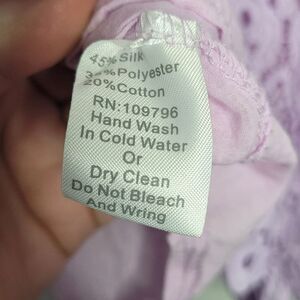 45% Silk
35%Polyester
20%Cotton
RN:109796
Hand Wash
In Cold Water
Or
Dry Clean
Do Not Bleach
And Wring